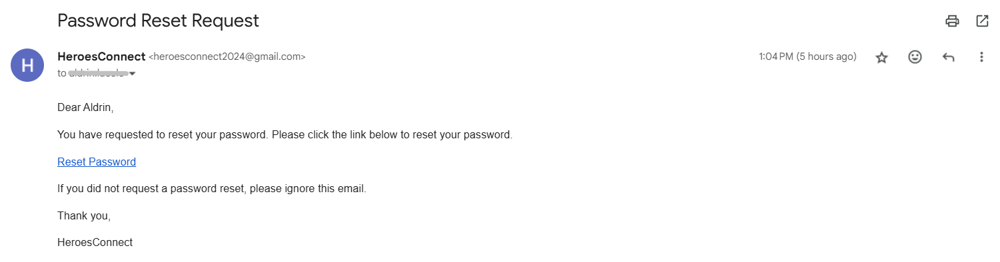 Password Reset Request
HeroesConnect <heroesconnect2024@gmail.com>
1:04 PM (5 hours ago)
to
H
Dear Aldrin,
You have requested to reset your password. Please click the link below to reset your password.
Reset Password
If you did not request a password reset, please ignore this email.
Thank you,
HeroesConnect